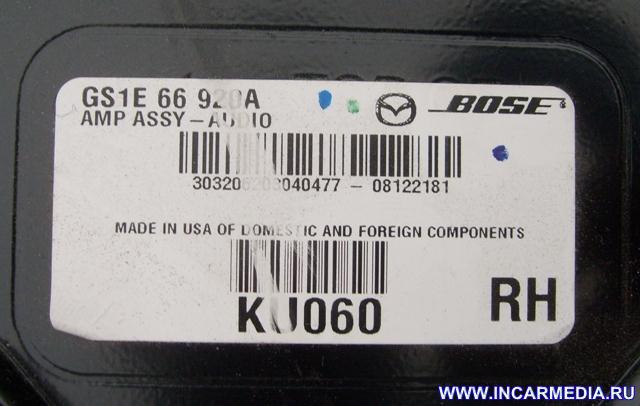 GS1E 66 920A
BOSE
AMP ASSY-AUDIO
303206203040477 - 08122181
MADE IN USA OF DOMESTIC AND FOREIGN COMPONENTS
KU060
RH
WWW.INCARMEDIA.RU